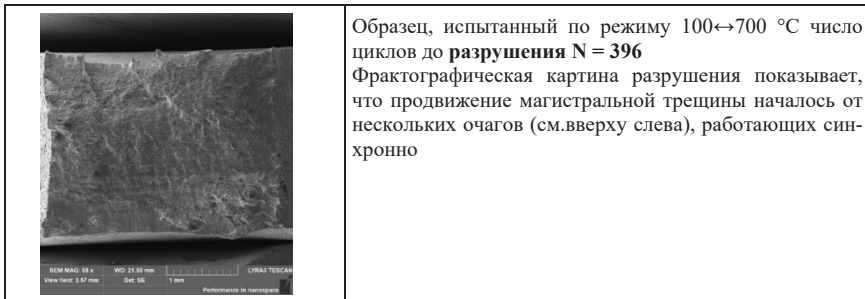 Образец, испытанный по режиму 100↔700 °С число
циклов до разрушения N = 396
Фрактографическая картина разрушения показывает,
что продвижение магистральной трещины началось от
нескольких очагов (см.вверху слева), работающих син-
хронно
SEM MAG: 58 x WD: 21.50 mm LYRA3 TESCAN
View field: 3.57 mm Det: SE 1 mm
Performance in nanospace